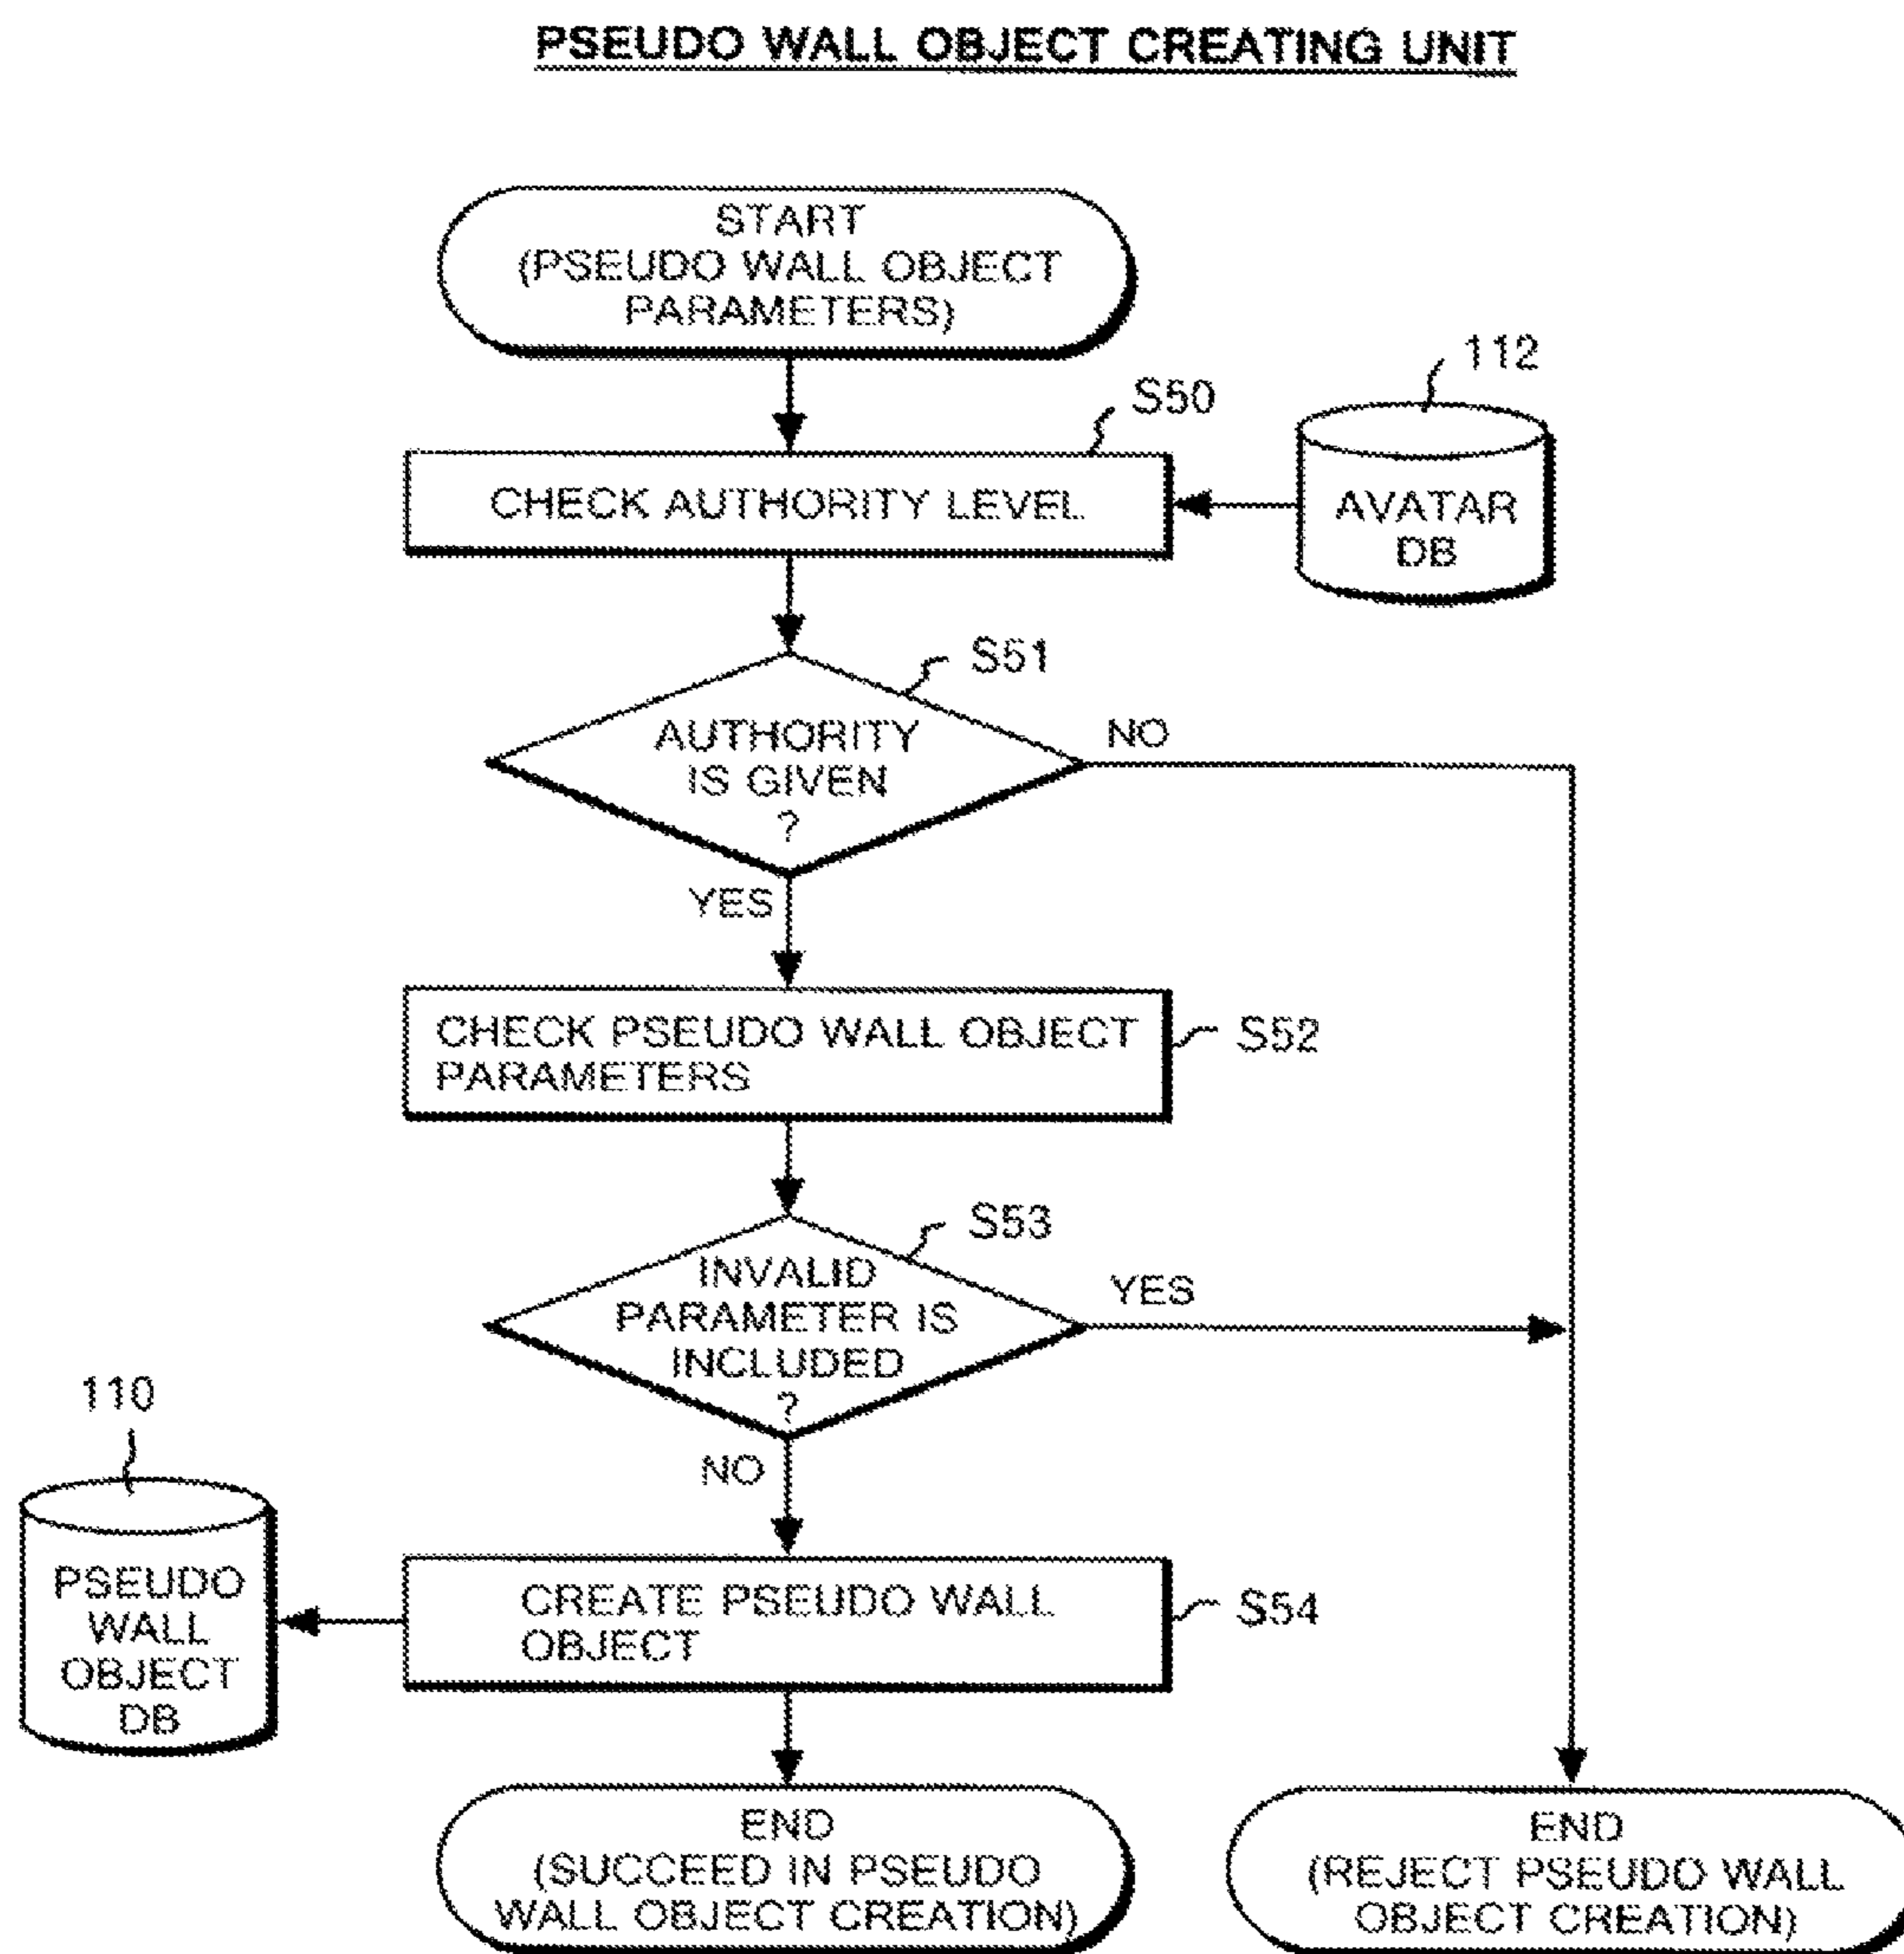 PSEUDO WALL OBJECT CREATING UNIT
START
(PSEUDO WALL OBJECT
PARAMETERS)
112
S50
CHECK AUTHORITY LEVEL
AVATAR
DB
S51
AUTHORITY
IS GIVEN
?
NO
YES
CHECK PSEUDO WALL OBJECT
PARAMETERS
S52
S53
INVALID
PARAMETER IS
INCLUDED
?
YES
NO
110
PSEUDO
WALL
OBJECT
DB
CREATE PSEUDO WALL
OBJECT
S54
END
(SUCCEED IN PSEUDO
WALL OBJECT CREATION)
END
(REJECT PSEUDO WALL
OBJECT CREATION)